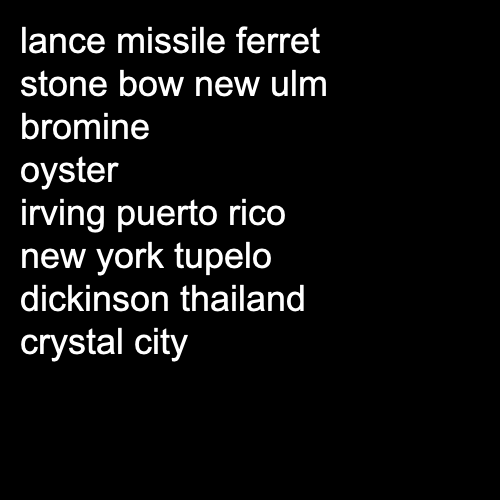 lance missile ferret
stone bow new ulm
bromine
oyster
irving puerto rico
new york tupelo
dickinson thailand
crystal city